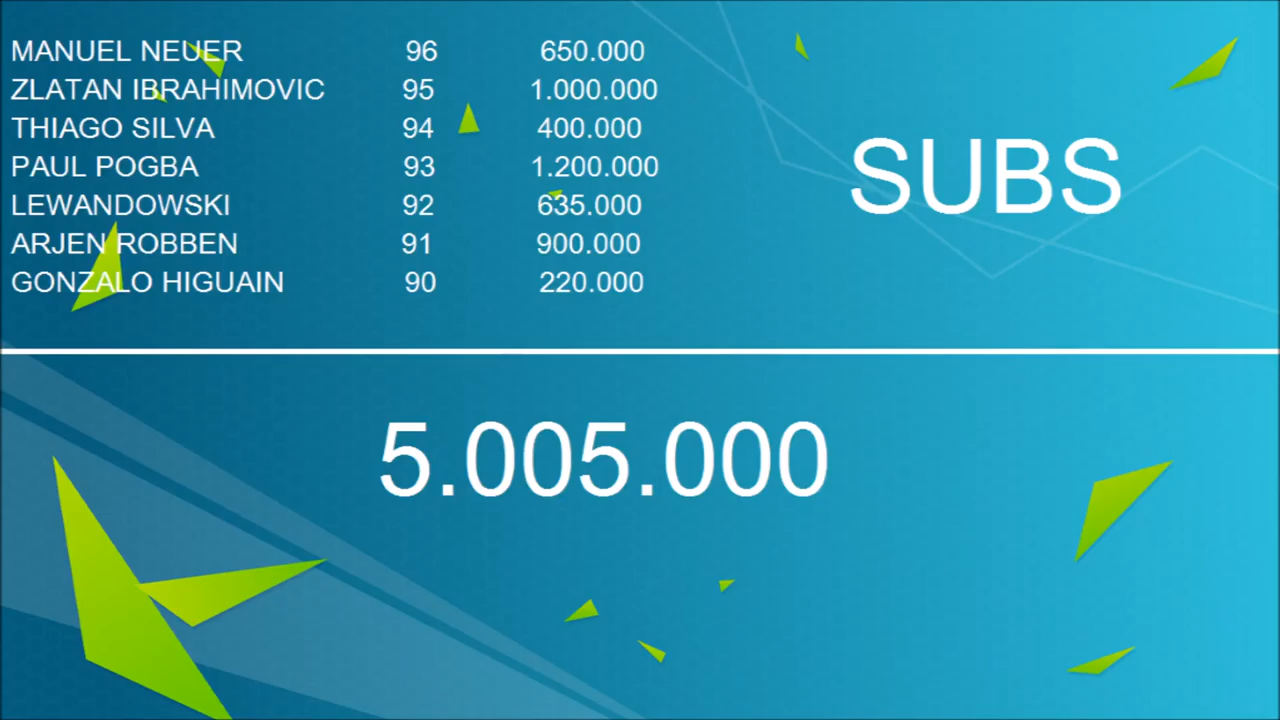 MANUEL NEUER 96 650.000
ZLATAN IBRAHIMOVIC 95 1.000.000
THIAGO SILVA 94 400.000
PAUL POGBA 93 1.200.000
LEWANDOWSKI 92 635.000
ARJEN ROBBEN 91 900.000
GONZALO HIGUAIN 90 220.000
SUBS
5.005.000